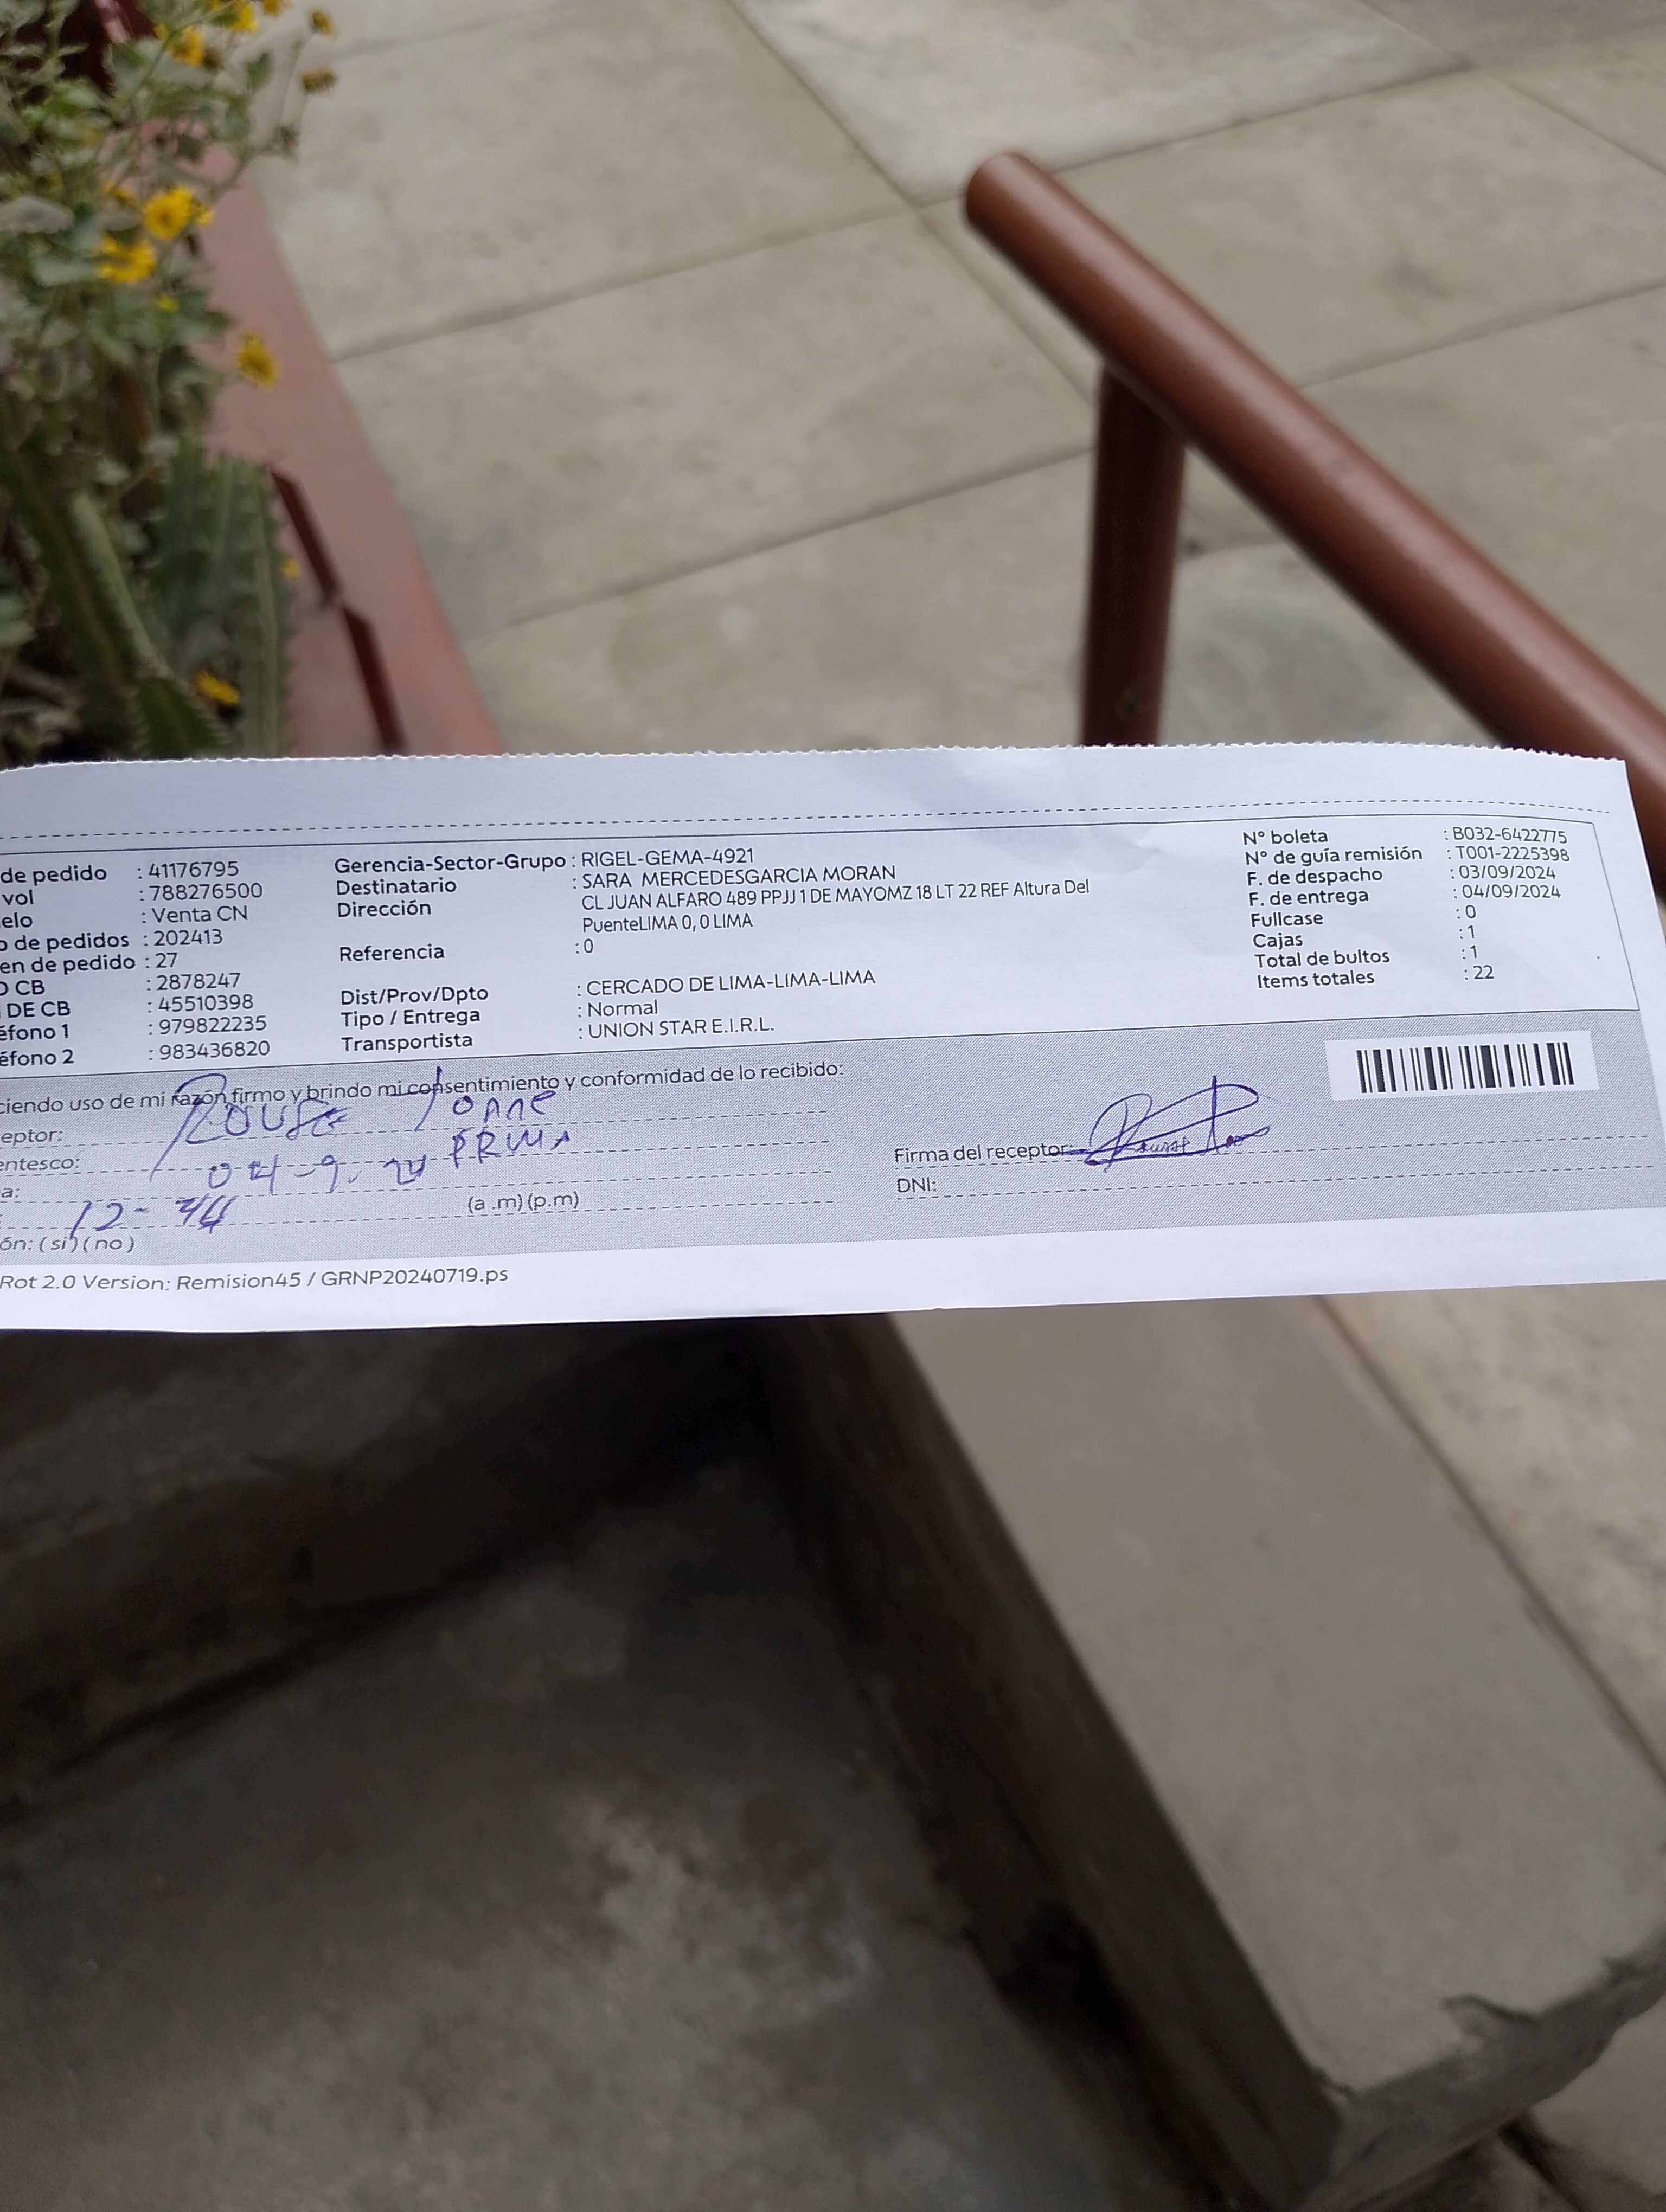 de pedido : 41176795
vol : 788276500
elo : Venta CN
o de pedidos : 202413
en de pedido : 27
O CB : 2878247
DE CB : 45510398
éfono 1 : 979822235
éfono 2 : 983436820
Gerencia-Sector-Grupo : RIGEL-GEMA-4921
Destinatario : SARA MERCEDESGARCIA MORAN
Dirección CL JUAN ALFARO 489 PPJJ 1 DE MAYOMZ 18 LT 22 REF Altura Del
PuenteLIMA 0, 0 LIMA
Referencia : 0
Dist/Prov/Dpto : CERCADO DE LIMA-LIMA-LIMA
Tipo / Entrega : Normal
Transportista : UNION STAR E.I.R.L.
N° boleta : B032-6422775
N° de guía remisión : T001-2225398
F. de despacho : 03/09/2024
F. de entrega : 04/09/2024
Fullcase : 0
Cajas : 1
Total de bultos : 1
Items totales : 22
ciendo uso de mi razón firmo y brindo mi consentimiento y conformidad de lo recibido:
eptor:
entesco: PRIMA
a: 04-9-24
12-34 (a .m) (p.m)
ón: ( si ) ( no )
Firma del receptor:
DNI:
Rot 2.0 Version: Remision45 / GRNP20240719.ps